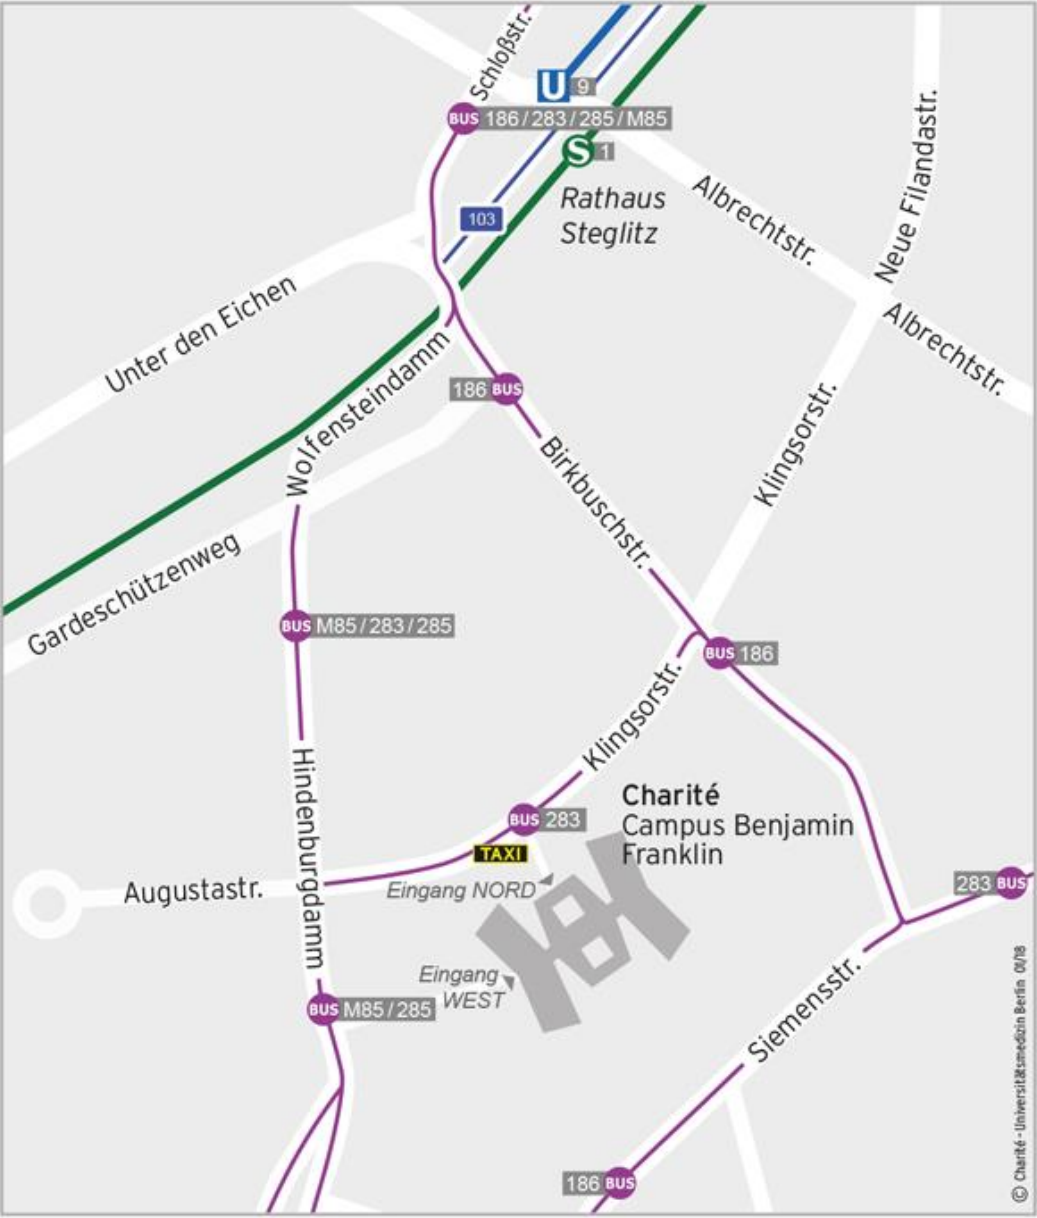 Schloßstr.
U 9
BUS 186 / 283 / 285 / M85
S 1
Rathaus
Steglitz
103
Albrechtstr.
Neue Filandastr.
Albrechtstr.
Unter den Eichen
Wolfensteindamm
186 BUS
Klingsorstr.
Birkbuschstr.
Gardeschützenweg
BUS M85 / 283 / 285
BUS 186
Klingsorstr.
Hindenburgdamm
Charité
Campus Benjamin
Franklin
BUS 283
TAXI
Eingang NORD
Augustastr.
283 BUS
Eingang
WEST
BUS M85 / 285
Siemensstr.
186 BUS
© Charité - Universitätsmedizin Berlin 01/18